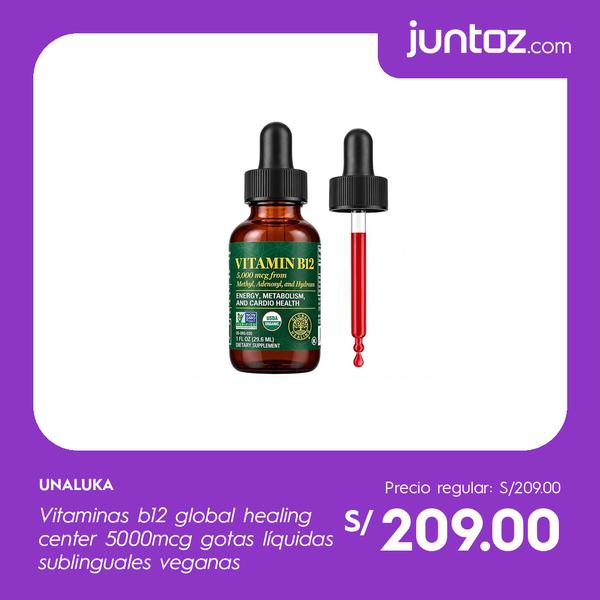 juntoz.com
VITAMIN B12
5,000 mcg from
Methyl, Adenosyl, and Hydroxo
ENERGY, METABOLISM,
AND CARDIO HEALTH
USDA
ORGANIC
1 FL OZ (29.6 ML)
DIETARY SUPPLEMENT
UNALUKA
Precio regular: S/209.00
Vitaminas b12 global healing
center 5000mcg gotas líquidas
sublinguales veganas
S/ 209.00